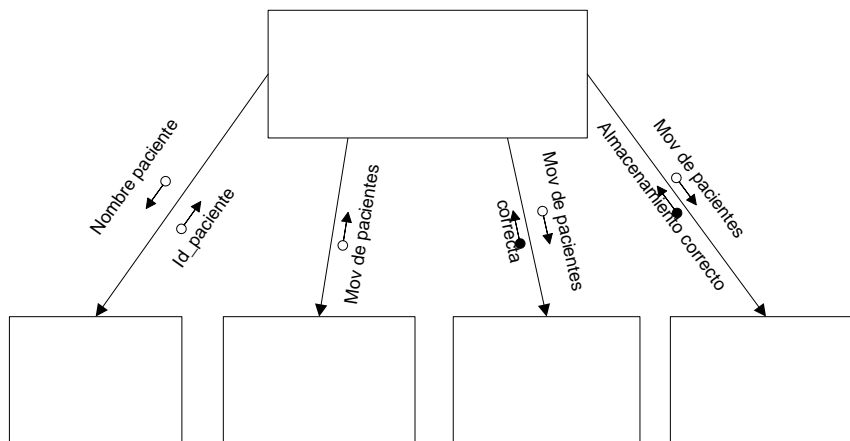 Nombre paciente
Id_paciente
Mov de pacientes
correcta
Mov de pacientes
Almacenamiento correcto
Mov de pacientes